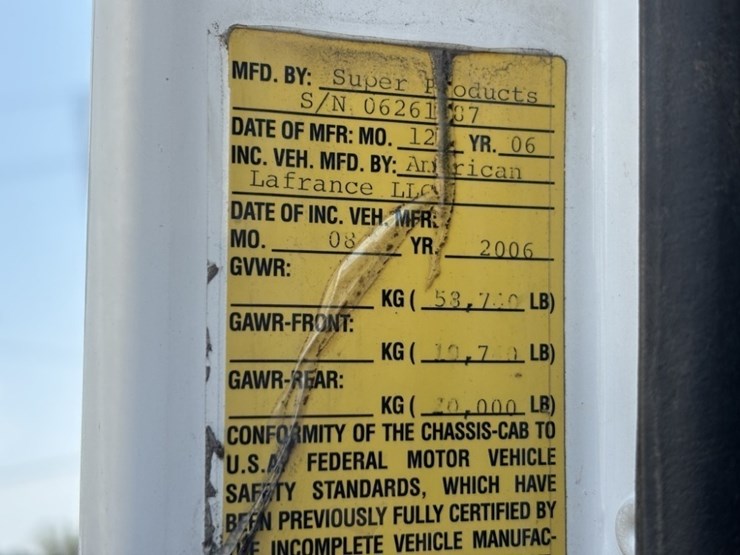 MFD. BY: Super Products
S/N
DATE OF MFR: MO. 12 YR. 06
INC. VEH. MFD. BY: American
Lafrance LLC
DATE OF INC. VEH. MFR:
MO. 08 YR. 2006
GVWR:
KG ( LB)
GAWR-FRONT:
KG ( LB)
GAWR-REAR:
KG ( LB)
CONFORMITY OF THE CHASSIS-CAB TO
U.S.A. FEDERAL MOTOR VEHICLE
SAFETY STANDARDS, WHICH HAVE
BEEN PREVIOUSLY FULLY CERTIFIED BY
INCOMPLETE VEHICLE MANUFAC-